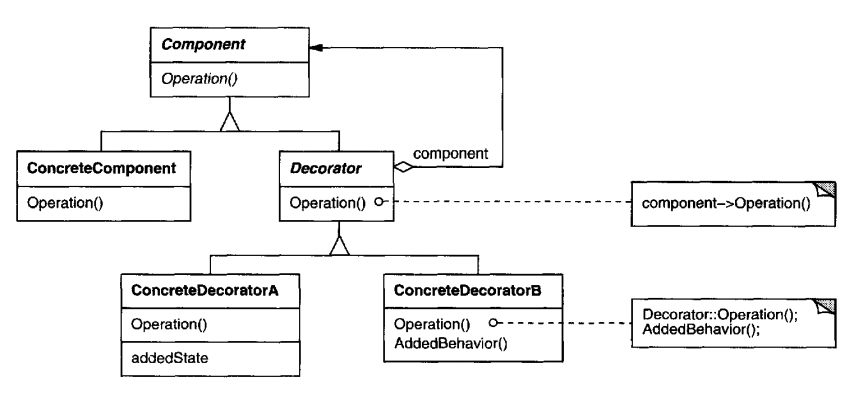 Component
Operation()
component
ConcreteComponent
Operation()
Decorator
Operation()
component->Operation()
ConcreteDecoratorA
Operation()
addedState
ConcreteDecoratorB
Operation()
AddedBehavior()
Decorator::Operation();
AddedBehavior();